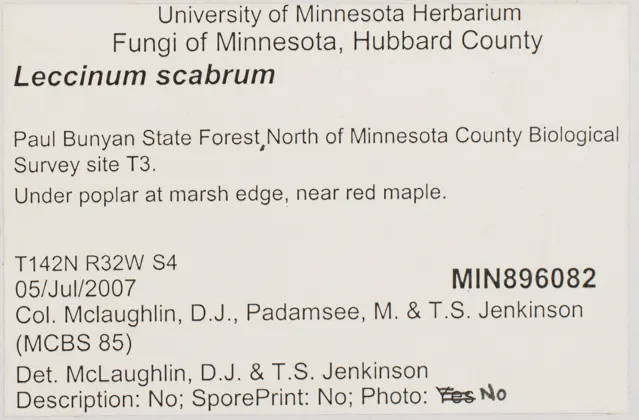 University of Minnesota Herbarium
Fungi of Minnesota, Hubbard County
Leccinum scabrum
Paul Bunyan State Forest, North of Minnesota County Biological
Survey site T3.
Under poplar at marsh edge, near red maple.
T142N R32W S4
05/Jul/2007
MIN896082
Col. Mclaughlin, D.J., Padamsee, M. & T.S. Jenkinson
(MCBS 85)
Det. McLaughlin, D.J. & T.S. Jenkinson
Description: No; SporePrint: No; Photo: Yes No